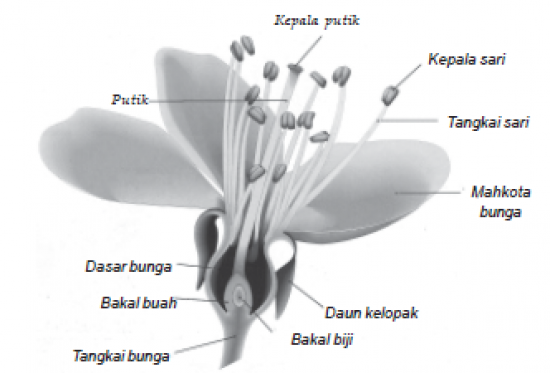 Kepala putik
Kepala sari
Putik
Tangkai sari
Mahkota
bunga
Dasar bunga
Bakal buah
Daun kelopak
Bakal biji
Tangkai bunga